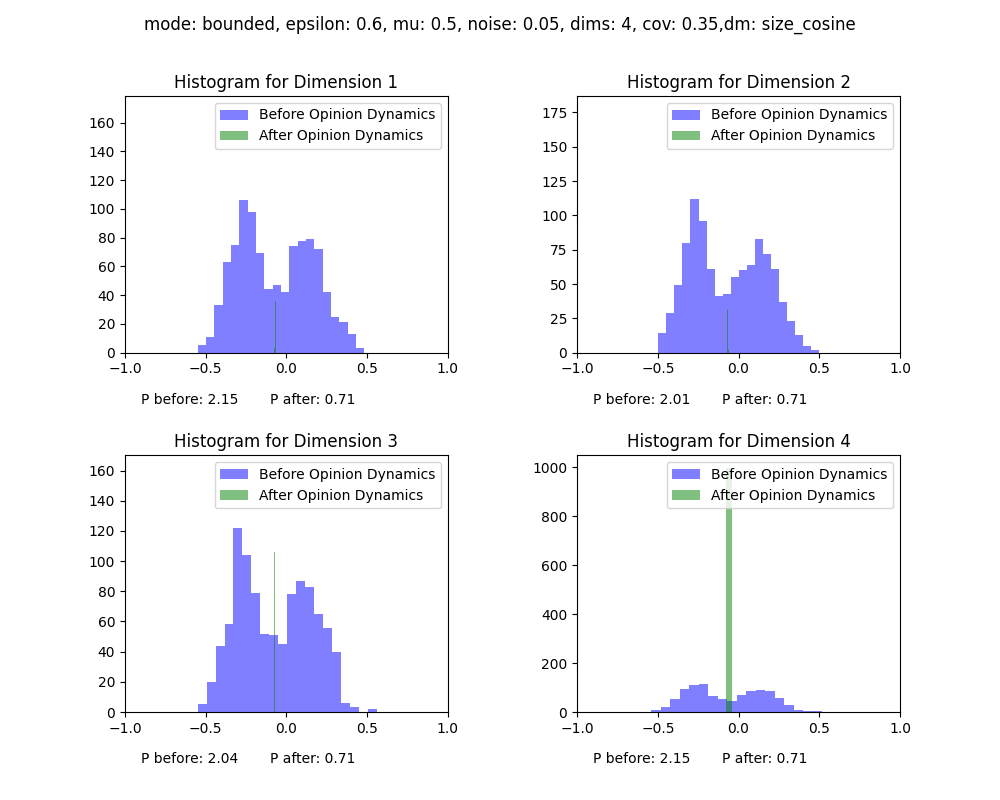 mode: bounded, epsilon: 0.6, mu: 0.5, noise: 0.05, dims: 4, cov: 0.35,dm: size_cosine
Histogram for Dimension 1
Before Opinion Dynamics
After Opinion Dynamics
160
140
120
100
80
60
40
20
0
−1.0 −0.5 0.0 0.5 1.0
P before: 2.15 P after: 0.71
Histogram for Dimension 2
Before Opinion Dynamics
After Opinion Dynamics
175
150
125
100
75
50
25
0
−1.0 −0.5 0.0 0.5 1.0
P before: 2.01 P after: 0.71
Histogram for Dimension 3
Before Opinion Dynamics
After Opinion Dynamics
160
140
120
100
80
60
40
20
0
−1.0 −0.5 0.0 0.5 1.0
P before: 2.04 P after: 0.71
Histogram for Dimension 4
Before Opinion Dynamics
After Opinion Dynamics
1000
800
600
400
200
0
−1.0 −0.5 0.0 0.5 1.0
P before: 2.15 P after: 0.71